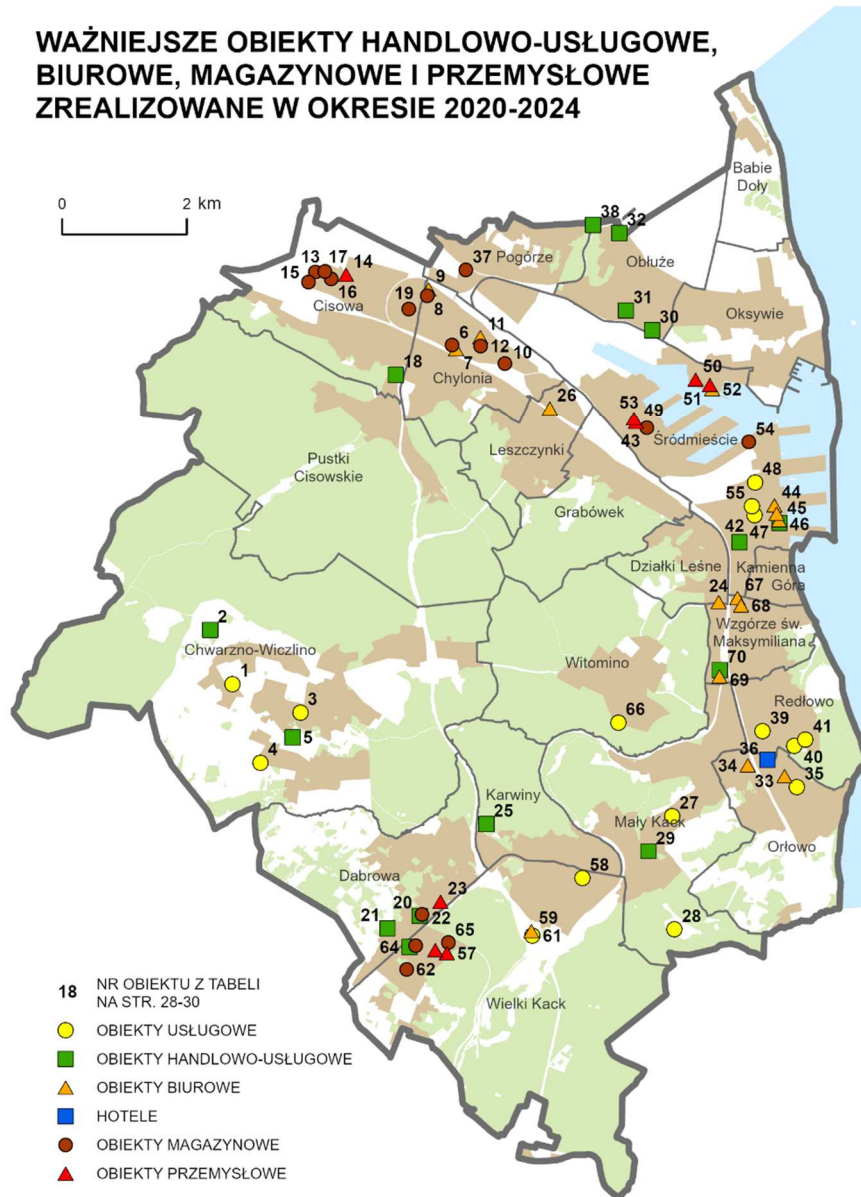 WAŻNIEJSZE OBIEKTY HANDLOWO-USŁUGOWE,
BIUROWE, MAGAZYNOWE I PRZEMYSŁOWE
ZREALIZOWANE W OKRESIE 2020-2024
0 2 km
Babie
Doły
38 32
Pogórze
Obłuże
37
13 17 14
15 16
Cisowa
9
19 8
31
30
Oksywie
6 11
7 12 10
18
Chylonia
26
50
51 52
53 49
43
Śródmieście
54
Leszczynki
Pustki
Cisowskie
48
55 44
45
Grabówek
42 47 46
Działki Leśne
Kamienna
Góra
24 67
68
Wzgórze św.
Maksymiliana
2
Chwarzno-Wiczlino
1
Witomino
70
69
3
66
Redłowo
5
39 41
4
36 40
34 33 35
Karwiny
25
27
Mały Kack
29
Orłowo
58
Dabrowa
23
20
21 22
59
28
65
61
64 57
62
Wielki Kack
18 NR OBIEKTU Z TABELI
NA STR. 28-30
OBIEKTY USŁUGOWE
OBIEKTY HANDLOWO-USŁUGOWE
OBIEKTY BIUROWE
HOTELE
OBIEKTY MAGAZYNOWE
OBIEKTY PRZEMYSŁOWE